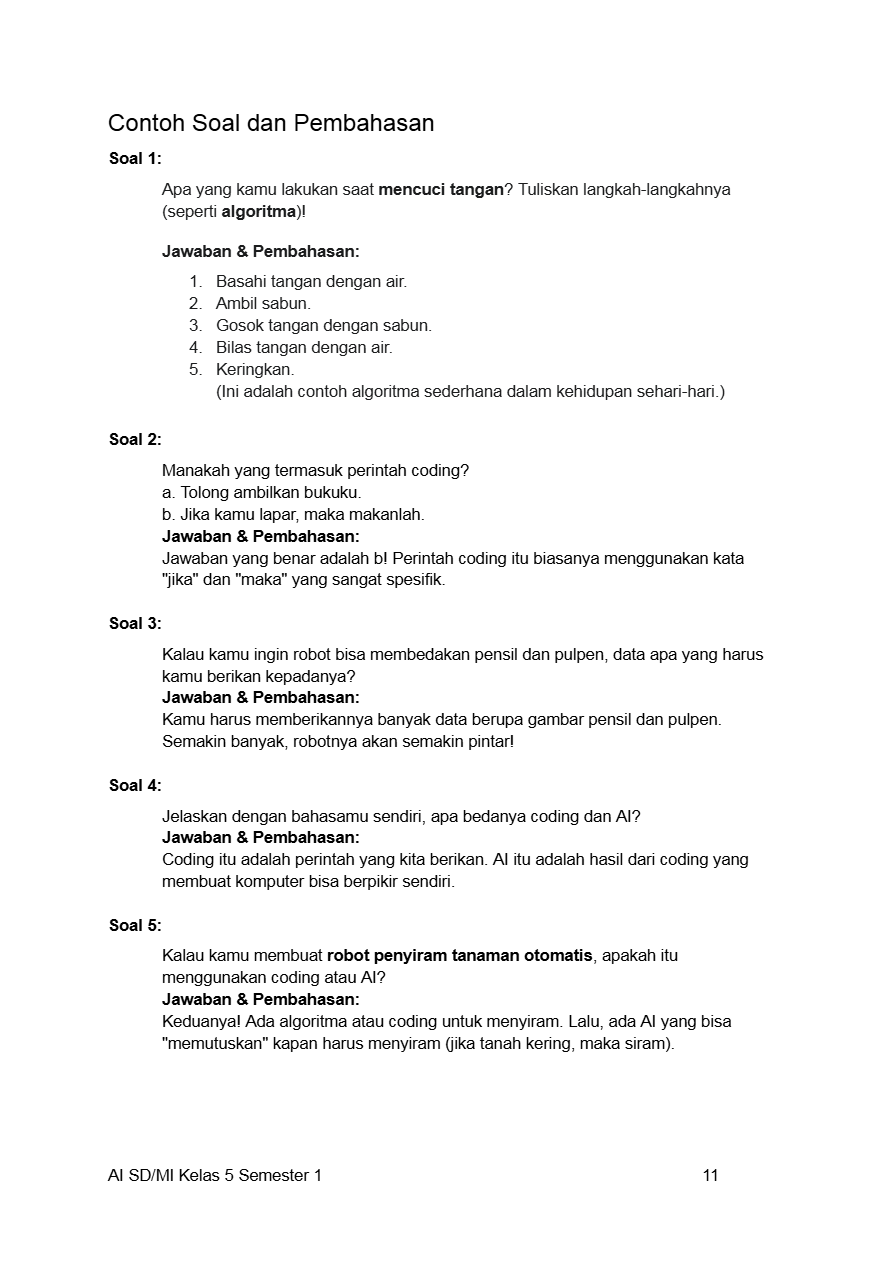 Contoh Soal dan Pembahasan
Soal 1:
Apa yang kamu lakukan saat mencuci tangan? Tuliskan langkah-langkahnya
(seperti algoritma)!
Jawaban & Pembahasan:
1. Basahi tangan dengan air.
2. Ambil sabun.
3. Gosok tangan dengan sabun.
4. Bilas tangan dengan air.
5. Keringkan.
(Ini adalah contoh algoritma sederhana dalam kehidupan sehari-hari.)
Soal 2:
Manakah yang termasuk perintah coding?
a. Tolong ambilkan bukuku.
b. Jika kamu lapar, maka makanlah.
Jawaban & Pembahasan:
Jawaban yang benar adalah b! Perintah coding itu biasanya menggunakan kata
"jika" dan "maka" yang sangat spesifik.
Soal 3:
Kalau kamu ingin robot bisa membedakan pensil dan pulpen, data apa yang harus
kamu berikan kepadanya?
Jawaban & Pembahasan:
Kamu harus memberikannya banyak data berupa gambar pensil dan pulpen.
Semakin banyak, robotnya akan semakin pintar!
Soal 4:
Jelaskan dengan bahasamu sendiri, apa bedanya coding dan AI?
Jawaban & Pembahasan:
Coding itu adalah perintah yang kita berikan. AI itu adalah hasil dari coding yang
membuat komputer bisa berpikir sendiri.
Soal 5:
Kalau kamu membuat robot penyiram tanaman otomatis, apakah itu
menggunakan coding atau AI?
Jawaban & Pembahasan:
Keduanya! Ada algoritma atau coding untuk menyiram. Lalu, ada AI yang bisa
"memutuskan" kapan harus menyiram (jika tanah kering, maka siram).
AI SD/MI Kelas 5 Semester 1 11